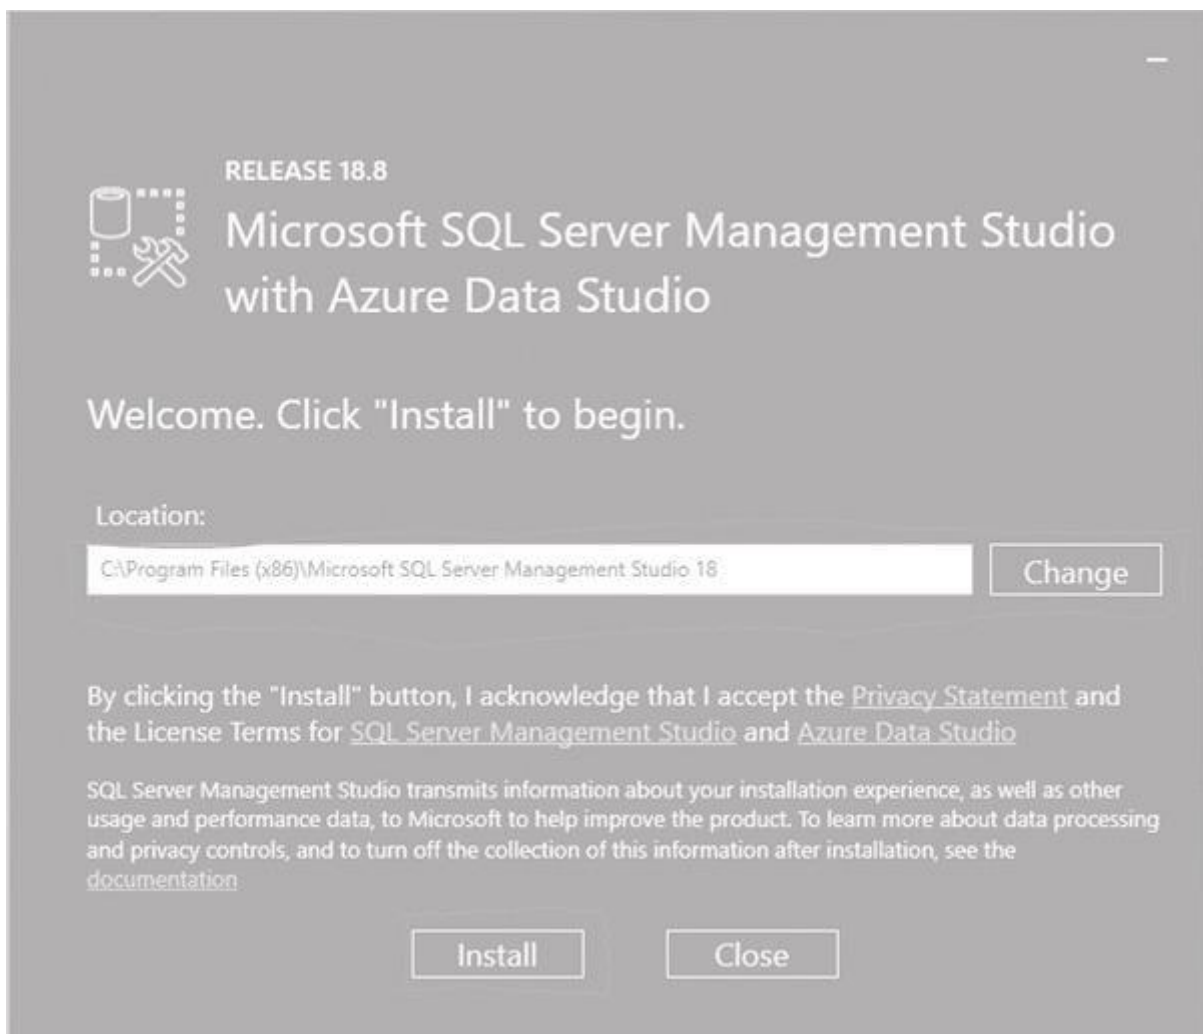 RELEASE 18.8
Microsoft SQL Server Management Studio
with Azure Data Studio
Welcome. Click "Install" to begin.
Location:
C:\Program Files (x86)\Microsoft SQL Server Management Studio 18
Change
By clicking the "Install" button, I acknowledge that I accept the Privacy Statement and
the License Terms for SQL Server Management Studio and Azure Data Studio
SQL Server Management Studio transmits information about your installation experience, as well as other
usage and performance data, to Microsoft to help improve the product. To learn more about data processing
and privacy controls, and to turn off the collection of this information after installation, see the
documentation
Install
Close